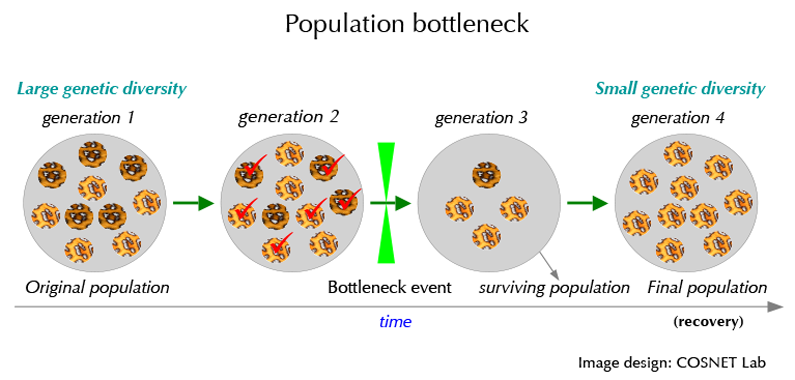 Population bottleneck
Large genetic diversity
Small genetic diversity
generation 1
generation 2
generation 3
generation 4
Original population
Bottleneck event
surviving population
Final population
time
(recovery)
Image design: COSNET Lab